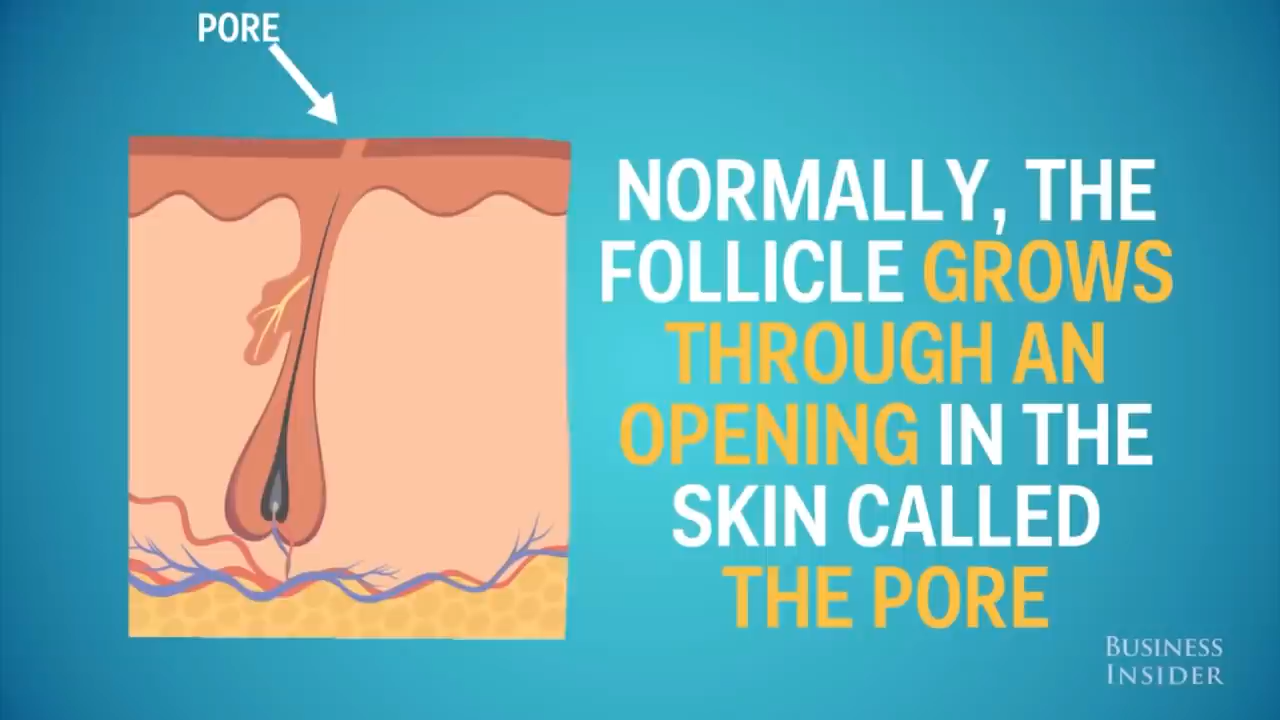 PORE
NORMALLY, THE
FOLLICLE GROWS
THROUGH AN
OPENING IN THE
SKIN CALLED
THE PORE
BUSINESS
INSIDER